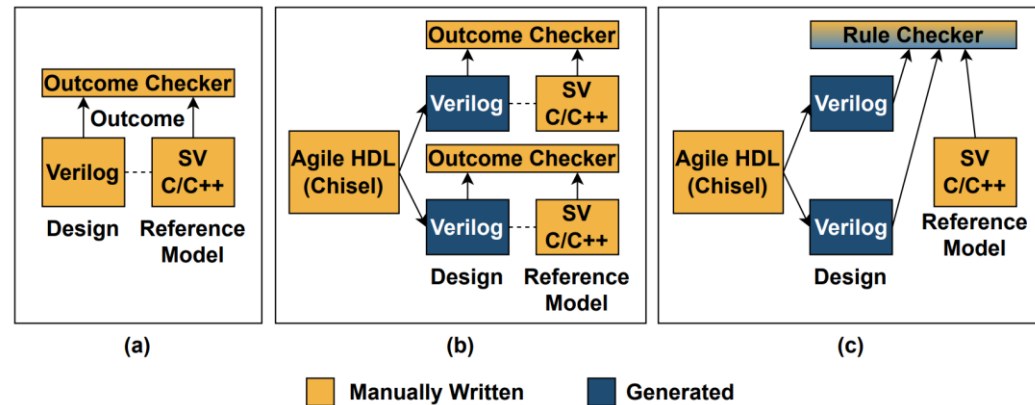 Outcome Checker
Outcome
Verilog
SV
C/C++
Design
Reference
Model
(a)
Outcome Checker
Verilog
SV
C/C++
Agile HDL
(Chisel)
Outcome Checker
Verilog
SV
C/C++
Design
Reference
Model
(b)
Rule Checker
Verilog
Agile HDL
(Chisel)
SV
C/C++
Verilog
Reference
Model
Design
(c)
Manually Written
Generated